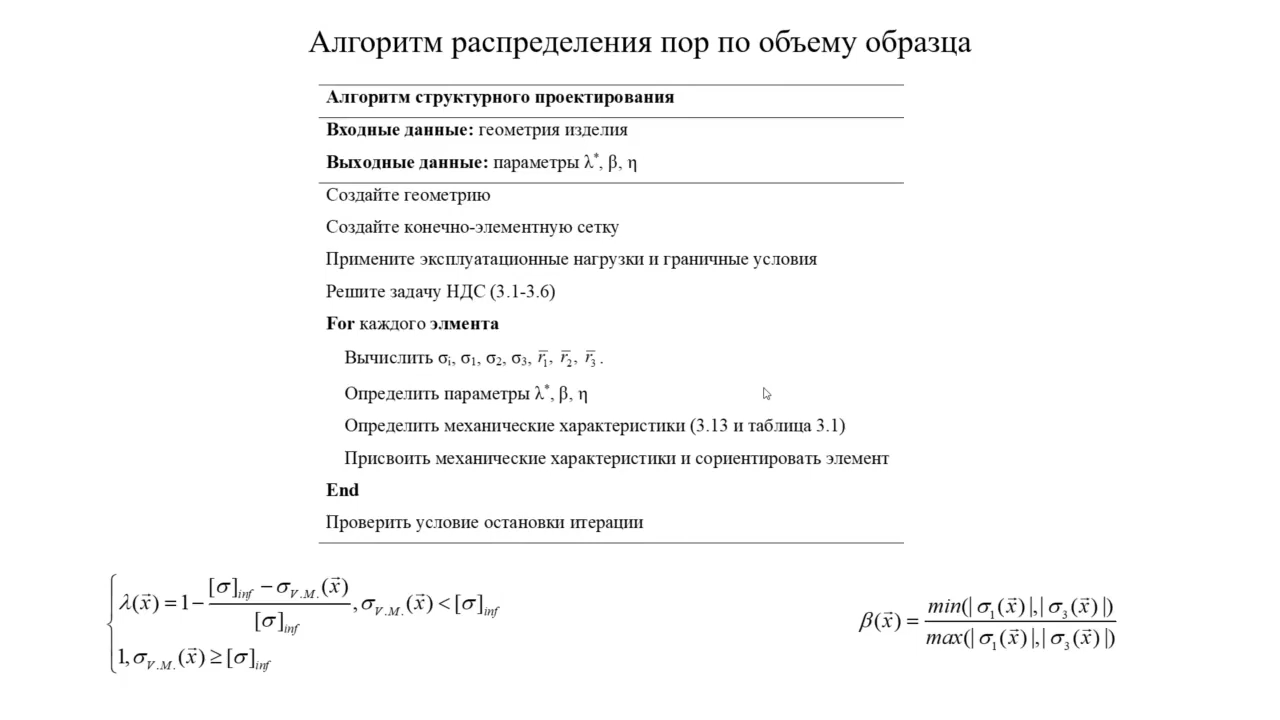 Алгоритм распределения пор по объему образца
Алгоритм структурного проектирования
Входные данные: геометрия изделия
Выходные данные: параметры λ*, β, η
Создайте геометрию
Создайте конечно-элементную сетку
Примените эксплуатационные нагрузки и граничные условия
Решите задачу НДС (3.1-3.6)
For каждого элмента
Вычислить σi, σ1, σ2, σ3, r̅1, r̅2, r̅3 .
Определить параметры λ*, β, η
Определить механические характеристики (3.13 и таблица 3.1)
Присвоить механические характеристики и сориентировать элемент
End
Проверить условие остановки итерации
λ(x⃗) = 1 − ([σ]inf − σV.M.(x⃗)) / [σ]inf , σV.M.(x⃗) < [σ]inf
1, σV.M.(x⃗) ≥ [σ]inf
β(x⃗) = min(| σ1(x⃗) |, | σ3(x⃗) |) / max(| σ1(x⃗) |, | σ3(x⃗) |)